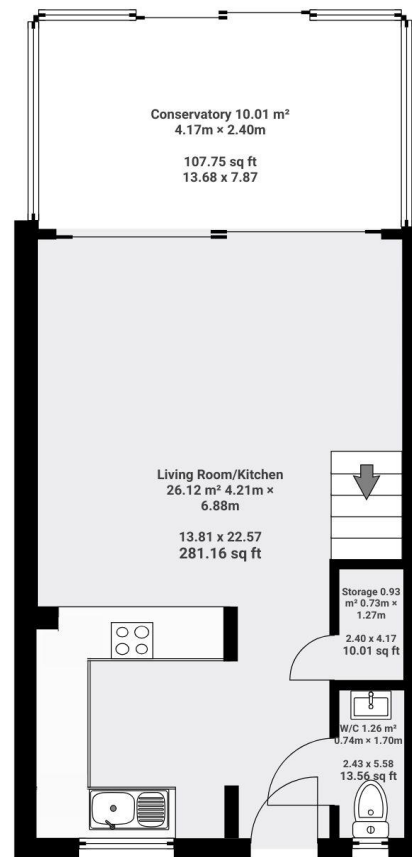 Conservatory 10.01 m²
4.17m × 2.40m
107.75 sq ft
13.68 x 7.87
Living Room/Kitchen
26.12 m² 4.21m ×
6.88m
13.81 x 22.57
281.16 sq ft
Storage 0.93
m² 0.73m ×
1.27m
2.40 x 4.17
10.01 sq ft
W/C 1.26 m²
0.74m × 1.70m
2.43 x 5.58
13.56 sq ft